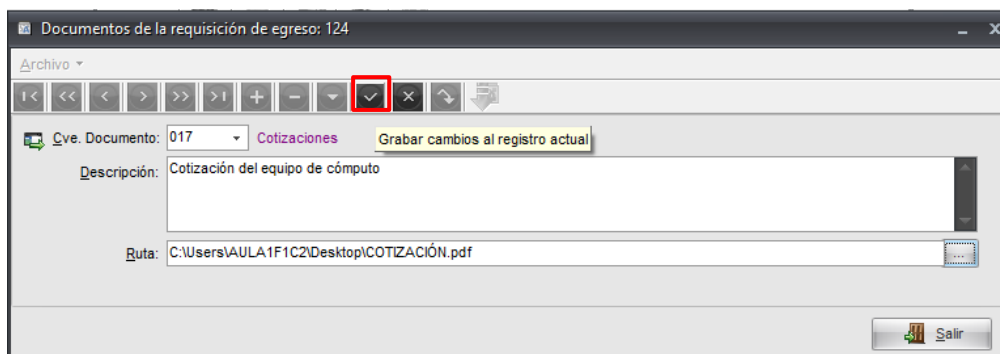 Documentos de la requisición de egreso: 124
Archivo
Cve. Documento: 017 Cotizaciones
Grabar cambios al registro actual
Descripción: Cotización del equipo de cómputo
Ruta: C:\Users\AULA1F1C2\Desktop\COTIZACIÓN.pdf ...
Salir